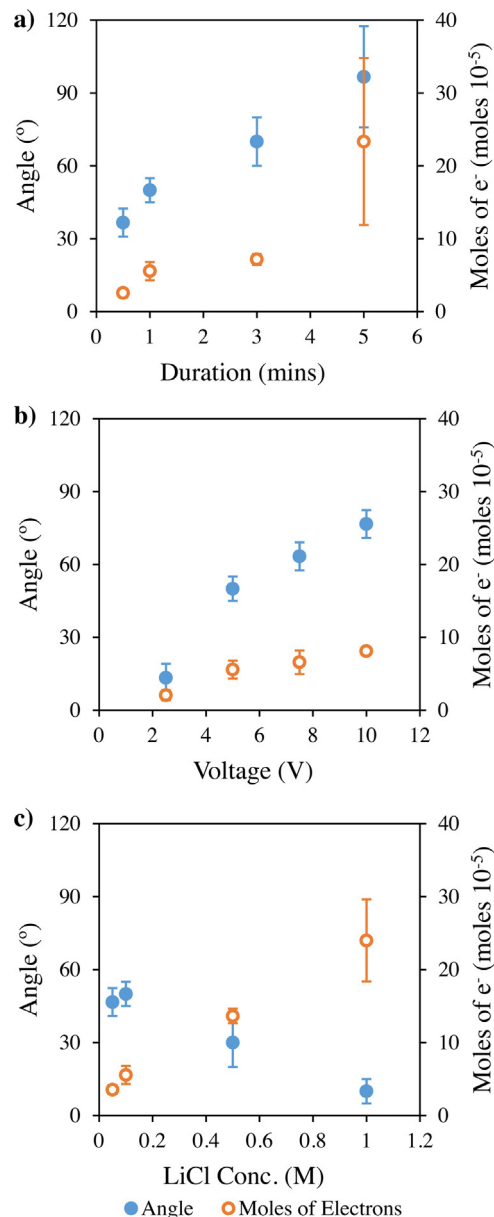 a)
120
90
60
30
0
40
30
20
10
0
0 1 2 3 4 5 6
Angle (º)
Moles of e⁻ (moles 10⁻⁵)
Duration (mins)
b)
120
90
60
30
0
40
30
20
10
0
0 2 4 6 8 10 12
Angle (º)
Moles of e⁻ (moles 10⁻⁵)
Voltage (V)
c)
120
90
60
30
0
40
30
20
10
0
0 0.2 0.4 0.6 0.8 1 1.2
Angle (º)
Moles of e⁻ (moles 10⁻⁵)
LiCl Conc. (M)
Angle Moles of Electrons